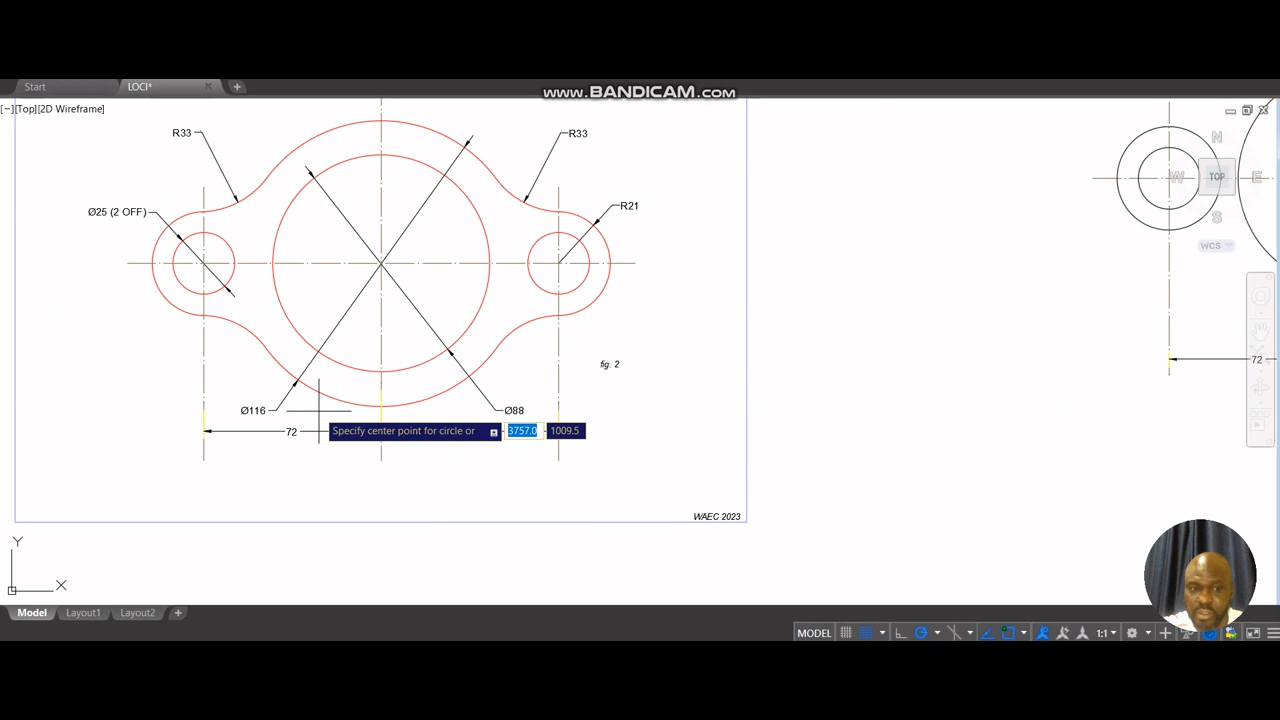 Start
LOCI*
WWW.BANDICAM.COM
[−][Top][2D Wireframe]
R33
R33
N
W
TOP
E
S
WCS
Ø25 (2 OFF)
R21
fig. 2
72
Ø116
Ø88
72
Specify center point for circle or
3757.0
1009.5
WAEC 2023
Y
X
Model
Layout1
Layout2
MODEL
1:1